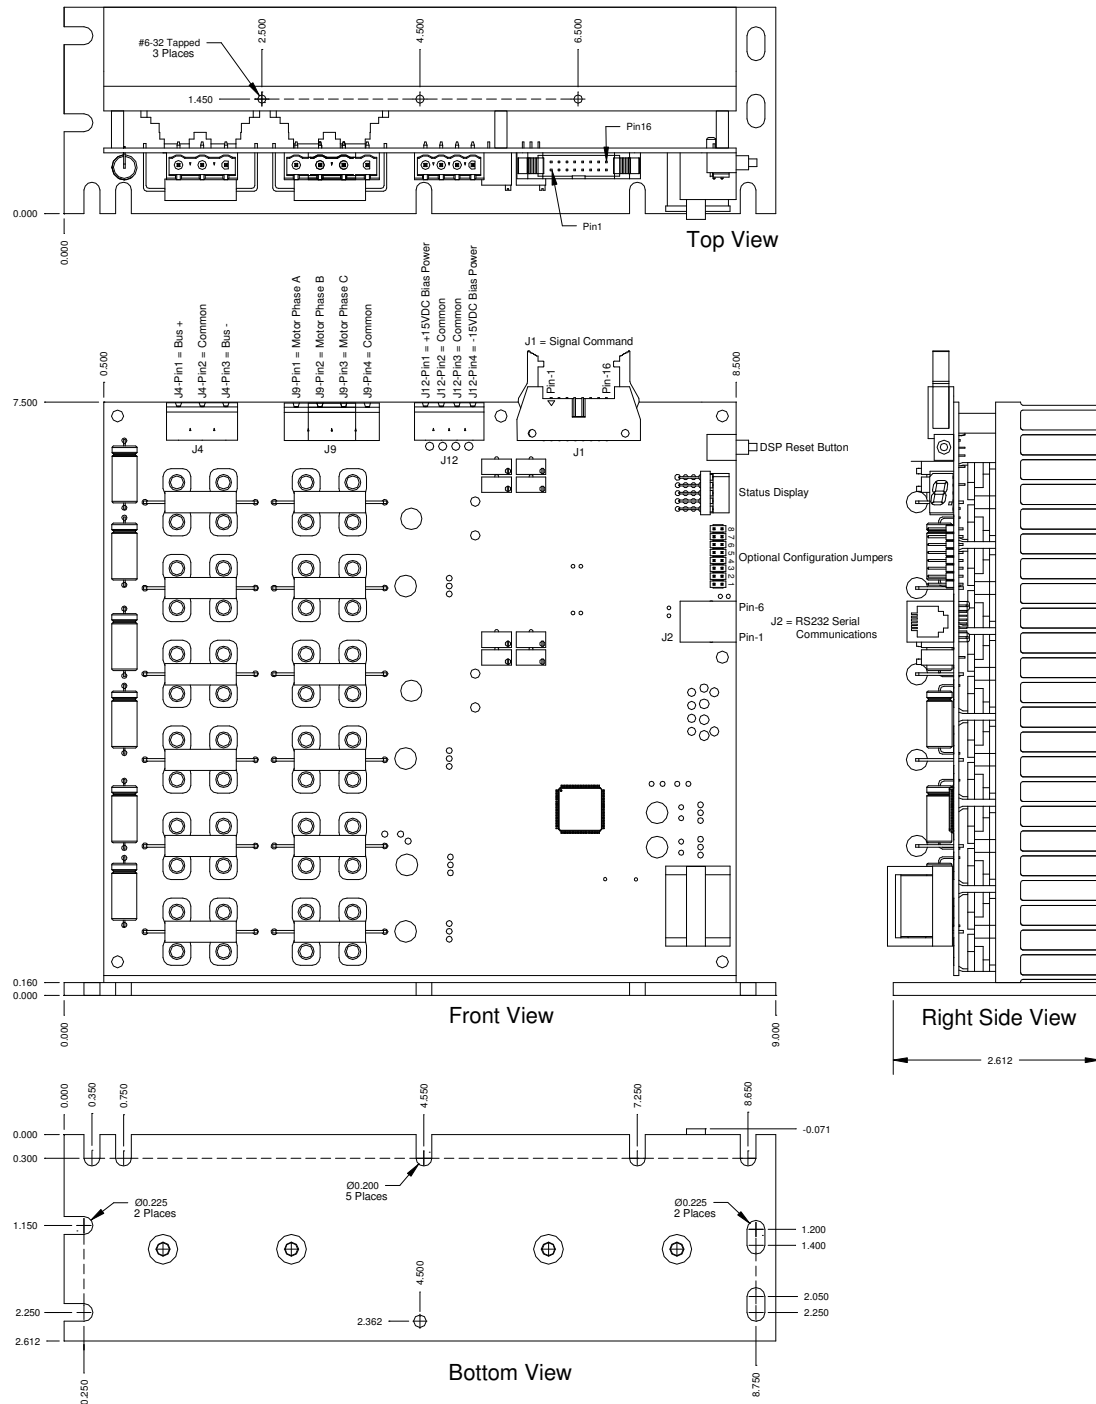 #6-32 Tapped
3 Places
2.500
4.500
6.500
1.450
Pin16
Pin1
0.000
0.000
Top View
J4-Pin1 = Bus +
J4-Pin2 = Common
J4-Pin3 = Bus -
J9-Pin1 = Motor Phase A
J9-Pin2 = Motor Phase B
J9-Pin3 = Motor Phase C
J9-Pin4 = Common
J12-Pin1 = +15VDC Bias Power
J12-Pin2 = Common
J12-Pin3 = Common
J12-Pin4 = -15VDC Bias Power
J1 = Signal Command
Pin-1
Pin-16
0.500
8.500
7.500
J4
J9
J12
J1
DSP Reset Button
Status Display
8
7
6
5
4
3
2
1
Optional Configuration Jumpers
Pin-6
J2
Pin-1
J2 = RS232 Serial
Communications
0.160
0.000
0.000
9.000
Front View
Right Side View
2.612
0.000
0.350
0.750
4.550
7.250
8.650
0.000
0.300
-0.071
Ø0.200
5 Places
Ø0.225
2 Places
Ø0.225
2 Places
1.150
1.200
1.400
4.500
2.050
2.250
2.250
2.362
2.612
0.250
8.750
Bottom View